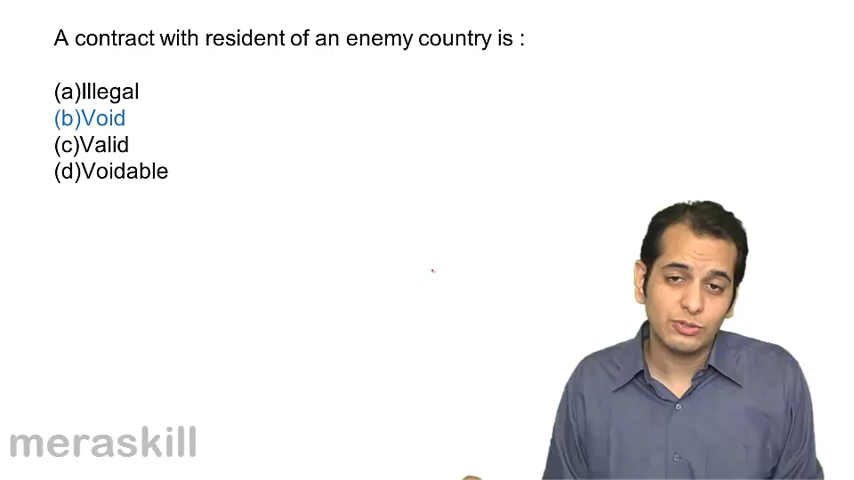 A contract with resident of an enemy country is :
(a)Illegal
(b)Void
(c)Valid
(d)Voidable
meraskill